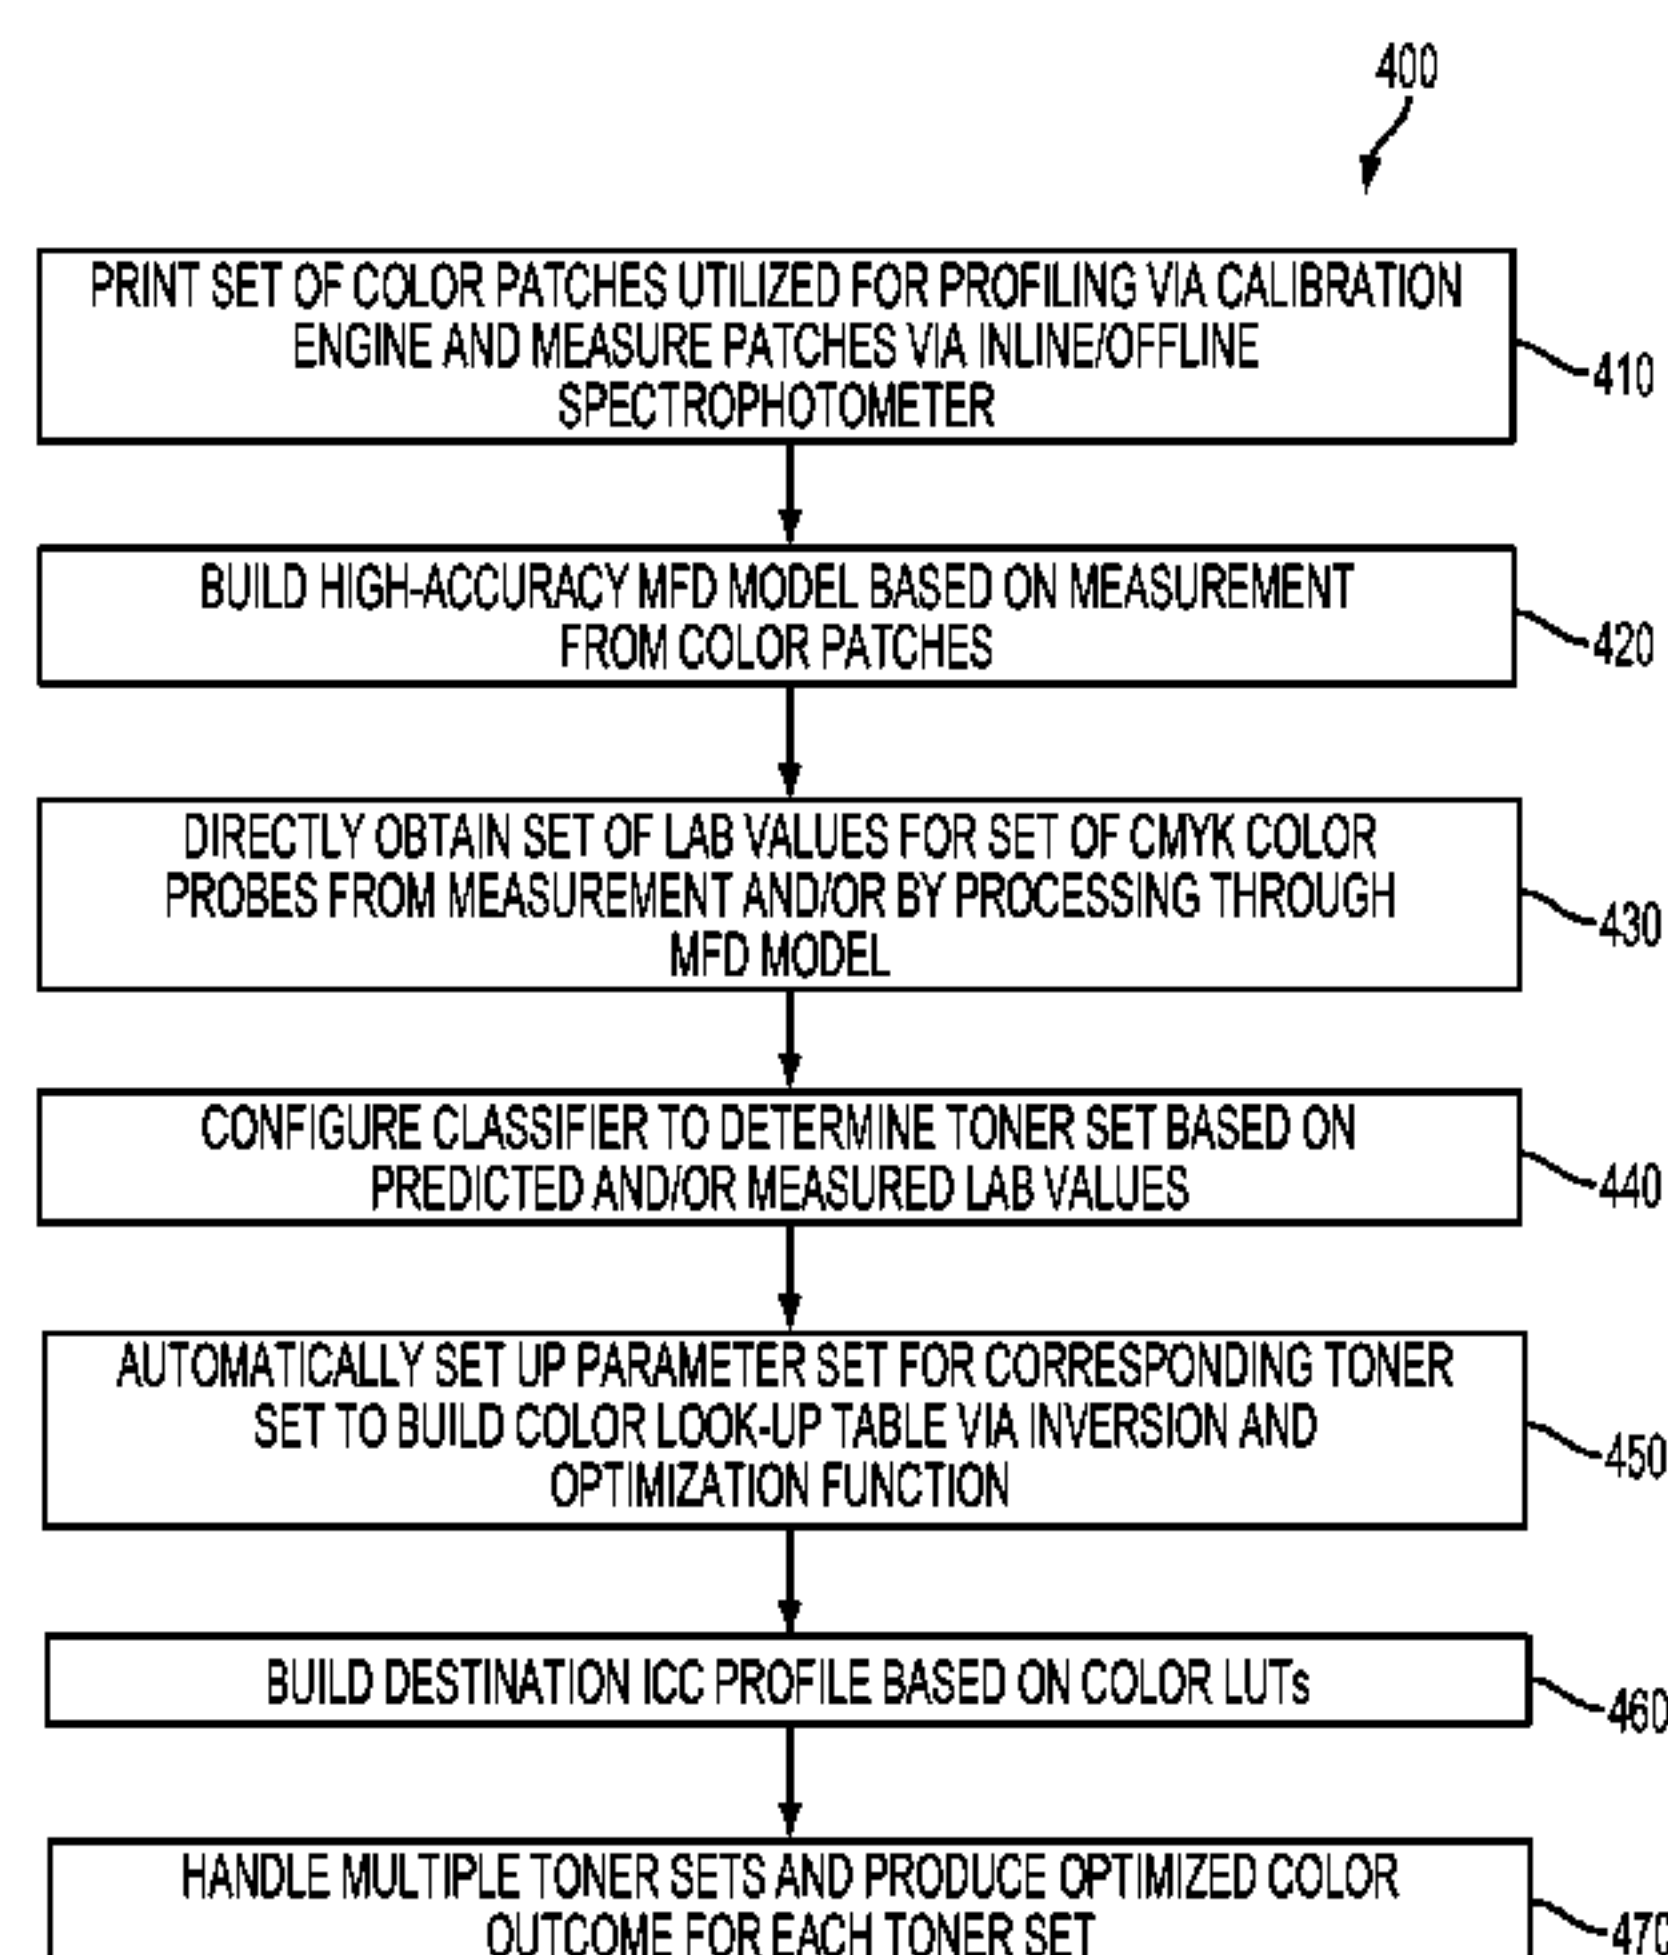 400
PRINT SET OF COLOR PATCHES UTILIZED FOR PROFILING VIA CALIBRATION
ENGINE AND MEASURE PATCHES VIA INLINE/OFFLINE
SPECTROPHOTOMETER
410
BUILD HIGH-ACCURACY MFD MODEL BASED ON MEASUREMENT
FROM COLOR PATCHES
420
DIRECTLY OBTAIN SET OF LAB VALUES FOR SET OF CMYK COLOR
PROBES FROM MEASUREMENT AND/OR BY PROCESSING THROUGH
MFD MODEL
430
CONFIGURE CLASSIFIER TO DETERMINE TONER SET BASED ON
PREDICTED AND/OR MEASURED LAB VALUES
440
AUTOMATICALLY SET UP PARAMETER SET FOR CORRESPONDING TONER
SET TO BUILD COLOR LOOK-UP TABLE VIA INVERSION AND
OPTIMIZATION FUNCTION
450
BUILD DESTINATION ICC PROFILE BASED ON COLOR LUTs
460
HANDLE MULTIPLE TONER SETS AND PRODUCE OPTIMIZED COLOR
OUTCOME FOR EACH TONER SET
470